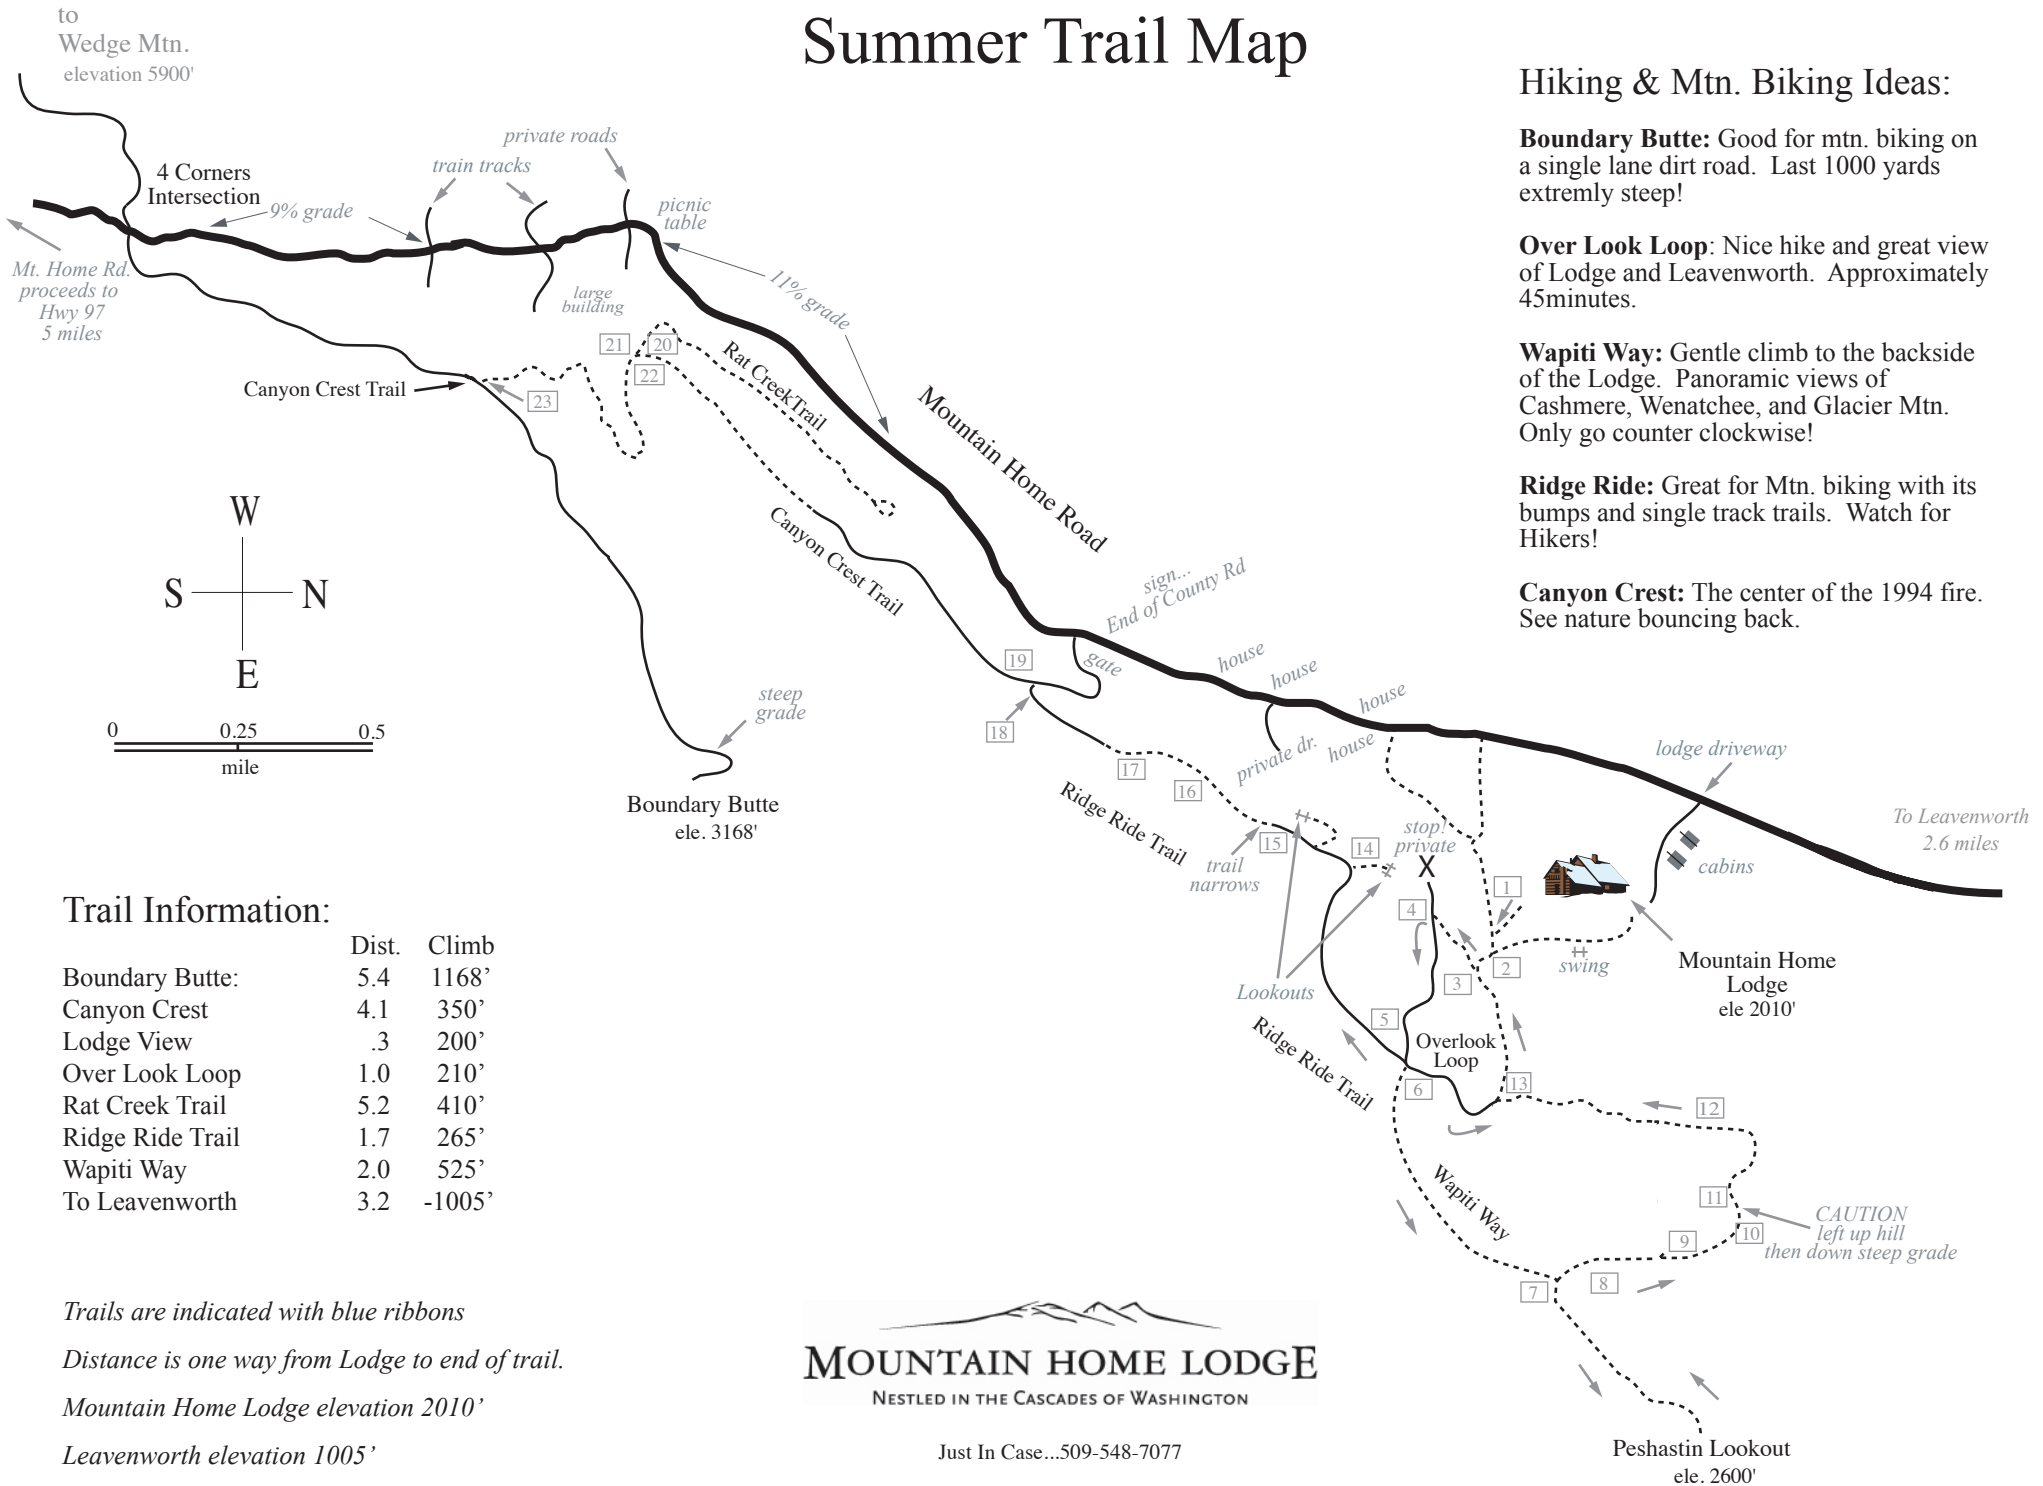 Summer Trail Map
to
Wedge Mtn.
elevation 5900'
4 Corners
Intersection
9% grade
train tracks
private roads
picnic
table
11% grade
Mt. Home Rd.
proceeds to
Hwy 97
5 miles
large
building
21
20
22
23
Rat CreekTrail
Canyon Crest Trail
Mountain Home Road
Canyon Crest Trail
W
S
N
E
0
0.25
0.5
mile
steep
grade
Boundary Butte
ele. 3168'
sign...
End of County Rd
gate
19
18
house
house
house
private dr.
house
17
16
Ridge Ride Trail
15
trail
narrows
14
stop!
private
X
Lookouts
lodge driveway
cabins
To Leavenworth
2.6 miles
1
4
2
3
swing
Mountain Home
Lodge
ele 2010'
5
Overlook
Loop
Ridge Ride Trail
6
13
12
Wapiti Way
11
10
9
8
7
CAUTION
left up hill
then down steep grade
Peshastin Lookout
ele. 2600'
Hiking & Mtn. Biking Ideas:
Boundary Butte: Good for mtn. biking on
a single lane dirt road.  Last 1000 yards
extremly steep!
Over Look Loop: Nice hike and great view
of Lodge and Leavenworth.  Approximately
45minutes.
Wapiti Way: Gentle climb to the backside
of the Lodge.  Panoramic views of
Cashmere, Wenatchee, and Glacier Mtn.
Only go counter clockwise!
Ridge Ride: Great for Mtn. biking with its
bumps and single track trails.  Watch for
Hikers!
Canyon Crest: The center of the 1994 fire.
See nature bouncing back.
Trail Information:
Dist. Climb
Boundary Butte: 5.4 1168’
Canyon Crest 4.1 350’
Lodge View .3 200’
Over Look Loop 1.0 210’
Rat Creek Trail 5.2 410’
Ridge Ride Trail 1.7 265’
Wapiti Way 2.0 525’
To Leavenworth 3.2 -1005’
Trails are indicated with blue ribbons
Distance is one way from Lodge to end of trail.
Mountain Home Lodge elevation 2010’
Leavenworth elevation 1005’
MOUNTAIN HOME LODGE
NESTLED IN THE CASCADES OF WASHINGTON
Just In Case...509-548-7077